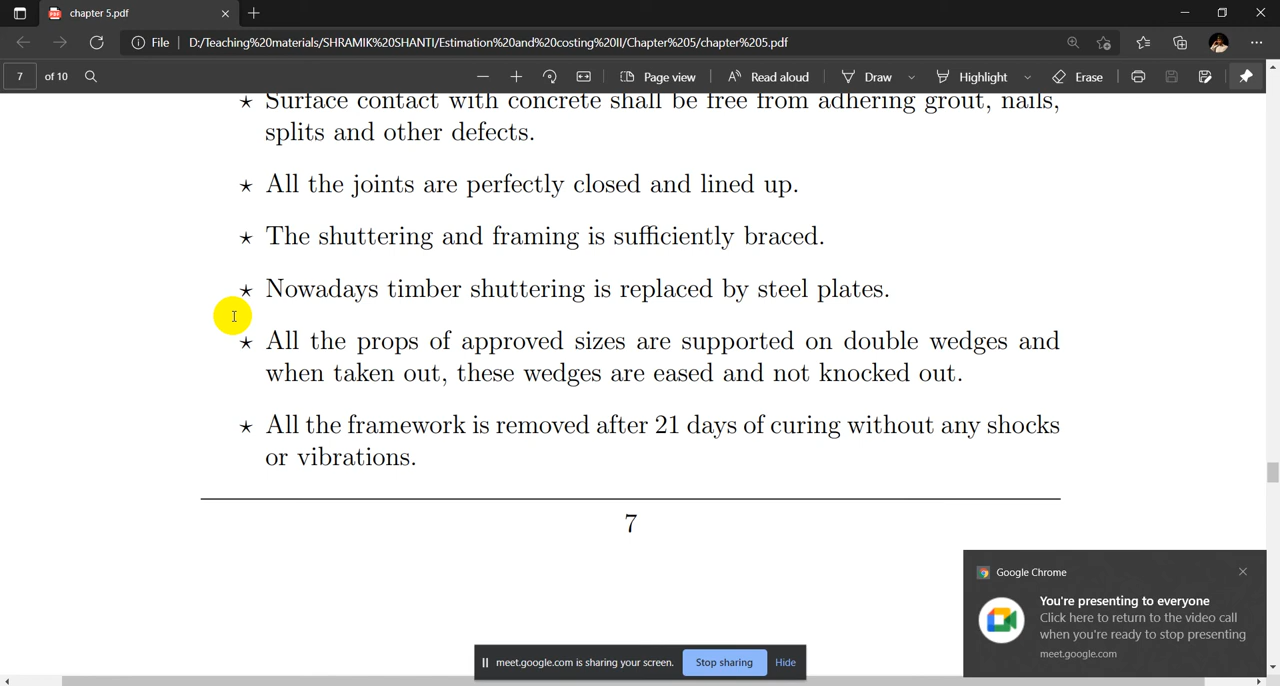 chapter 5.pdf
File
D:/Teaching%20materials/SHRAMIK%20SHANTI/Estimation%20and%20costing%20II/Chapter%205/chapter%205.pdf
7 of 10
Page view
Read aloud
Draw
Highlight
Erase
⋆ Surface contact with concrete shall be free from adhering grout, nails,
splits and other defects.
⋆ All the joints are perfectly closed and lined up.
⋆ The shuttering and framing is sufficiently braced.
⋆ Nowadays timber shuttering is replaced by steel plates.
⋆ All the props of approved sizes are supported on double wedges and
when taken out, these wedges are eased and not knocked out.
⋆ All the framework is removed after 21 days of curing without any shocks
or vibrations.
7
Google Chrome
You're presenting to everyone
Click here to return to the video call
when you're ready to stop presenting
meet.google.com
meet.google.com is sharing your screen.
Stop sharing
Hide